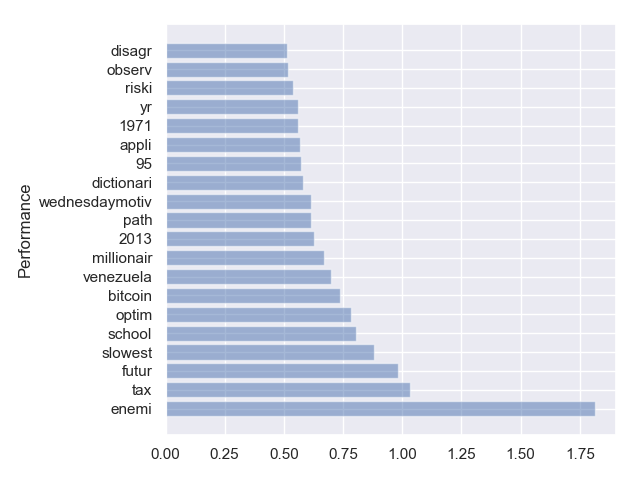 disagr
observ
riski
yr
1971
appli
95
dictionari
wednesdaymotiv
path
2013
millionair
venezuela
bitcoin
optim
school
slowest
futur
tax
enemi
Performance
0.00 0.25 0.50 0.75 1.00 1.25 1.50 1.75